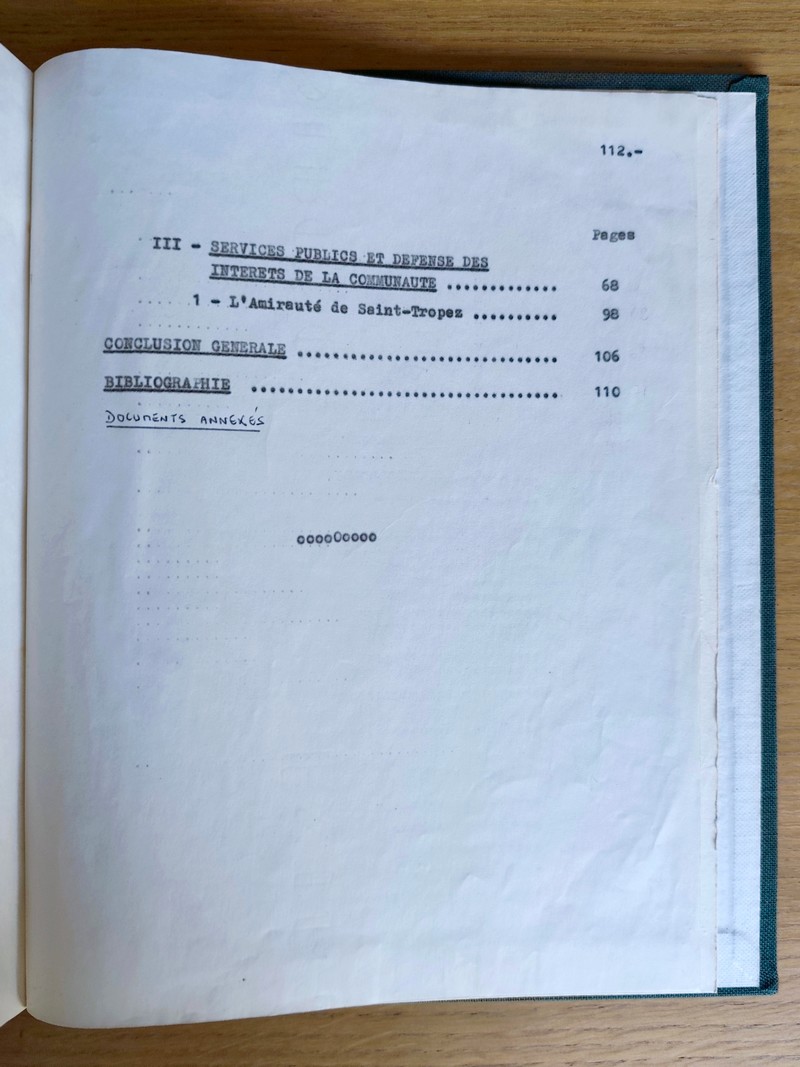 112.-
Pages
III - SERVICES PUBLICS ET DEFENSE DES
INTERETS DE LA COMMUNAUTE ............. 68
1 - L'Amirauté de Saint-Tropez .......... 98
CONCLUSION GENERALE .............................. 106
BIBLIOGRAPHIE ................................... 110
DOCUMENTS ANNEXÉS
ooooOoooo